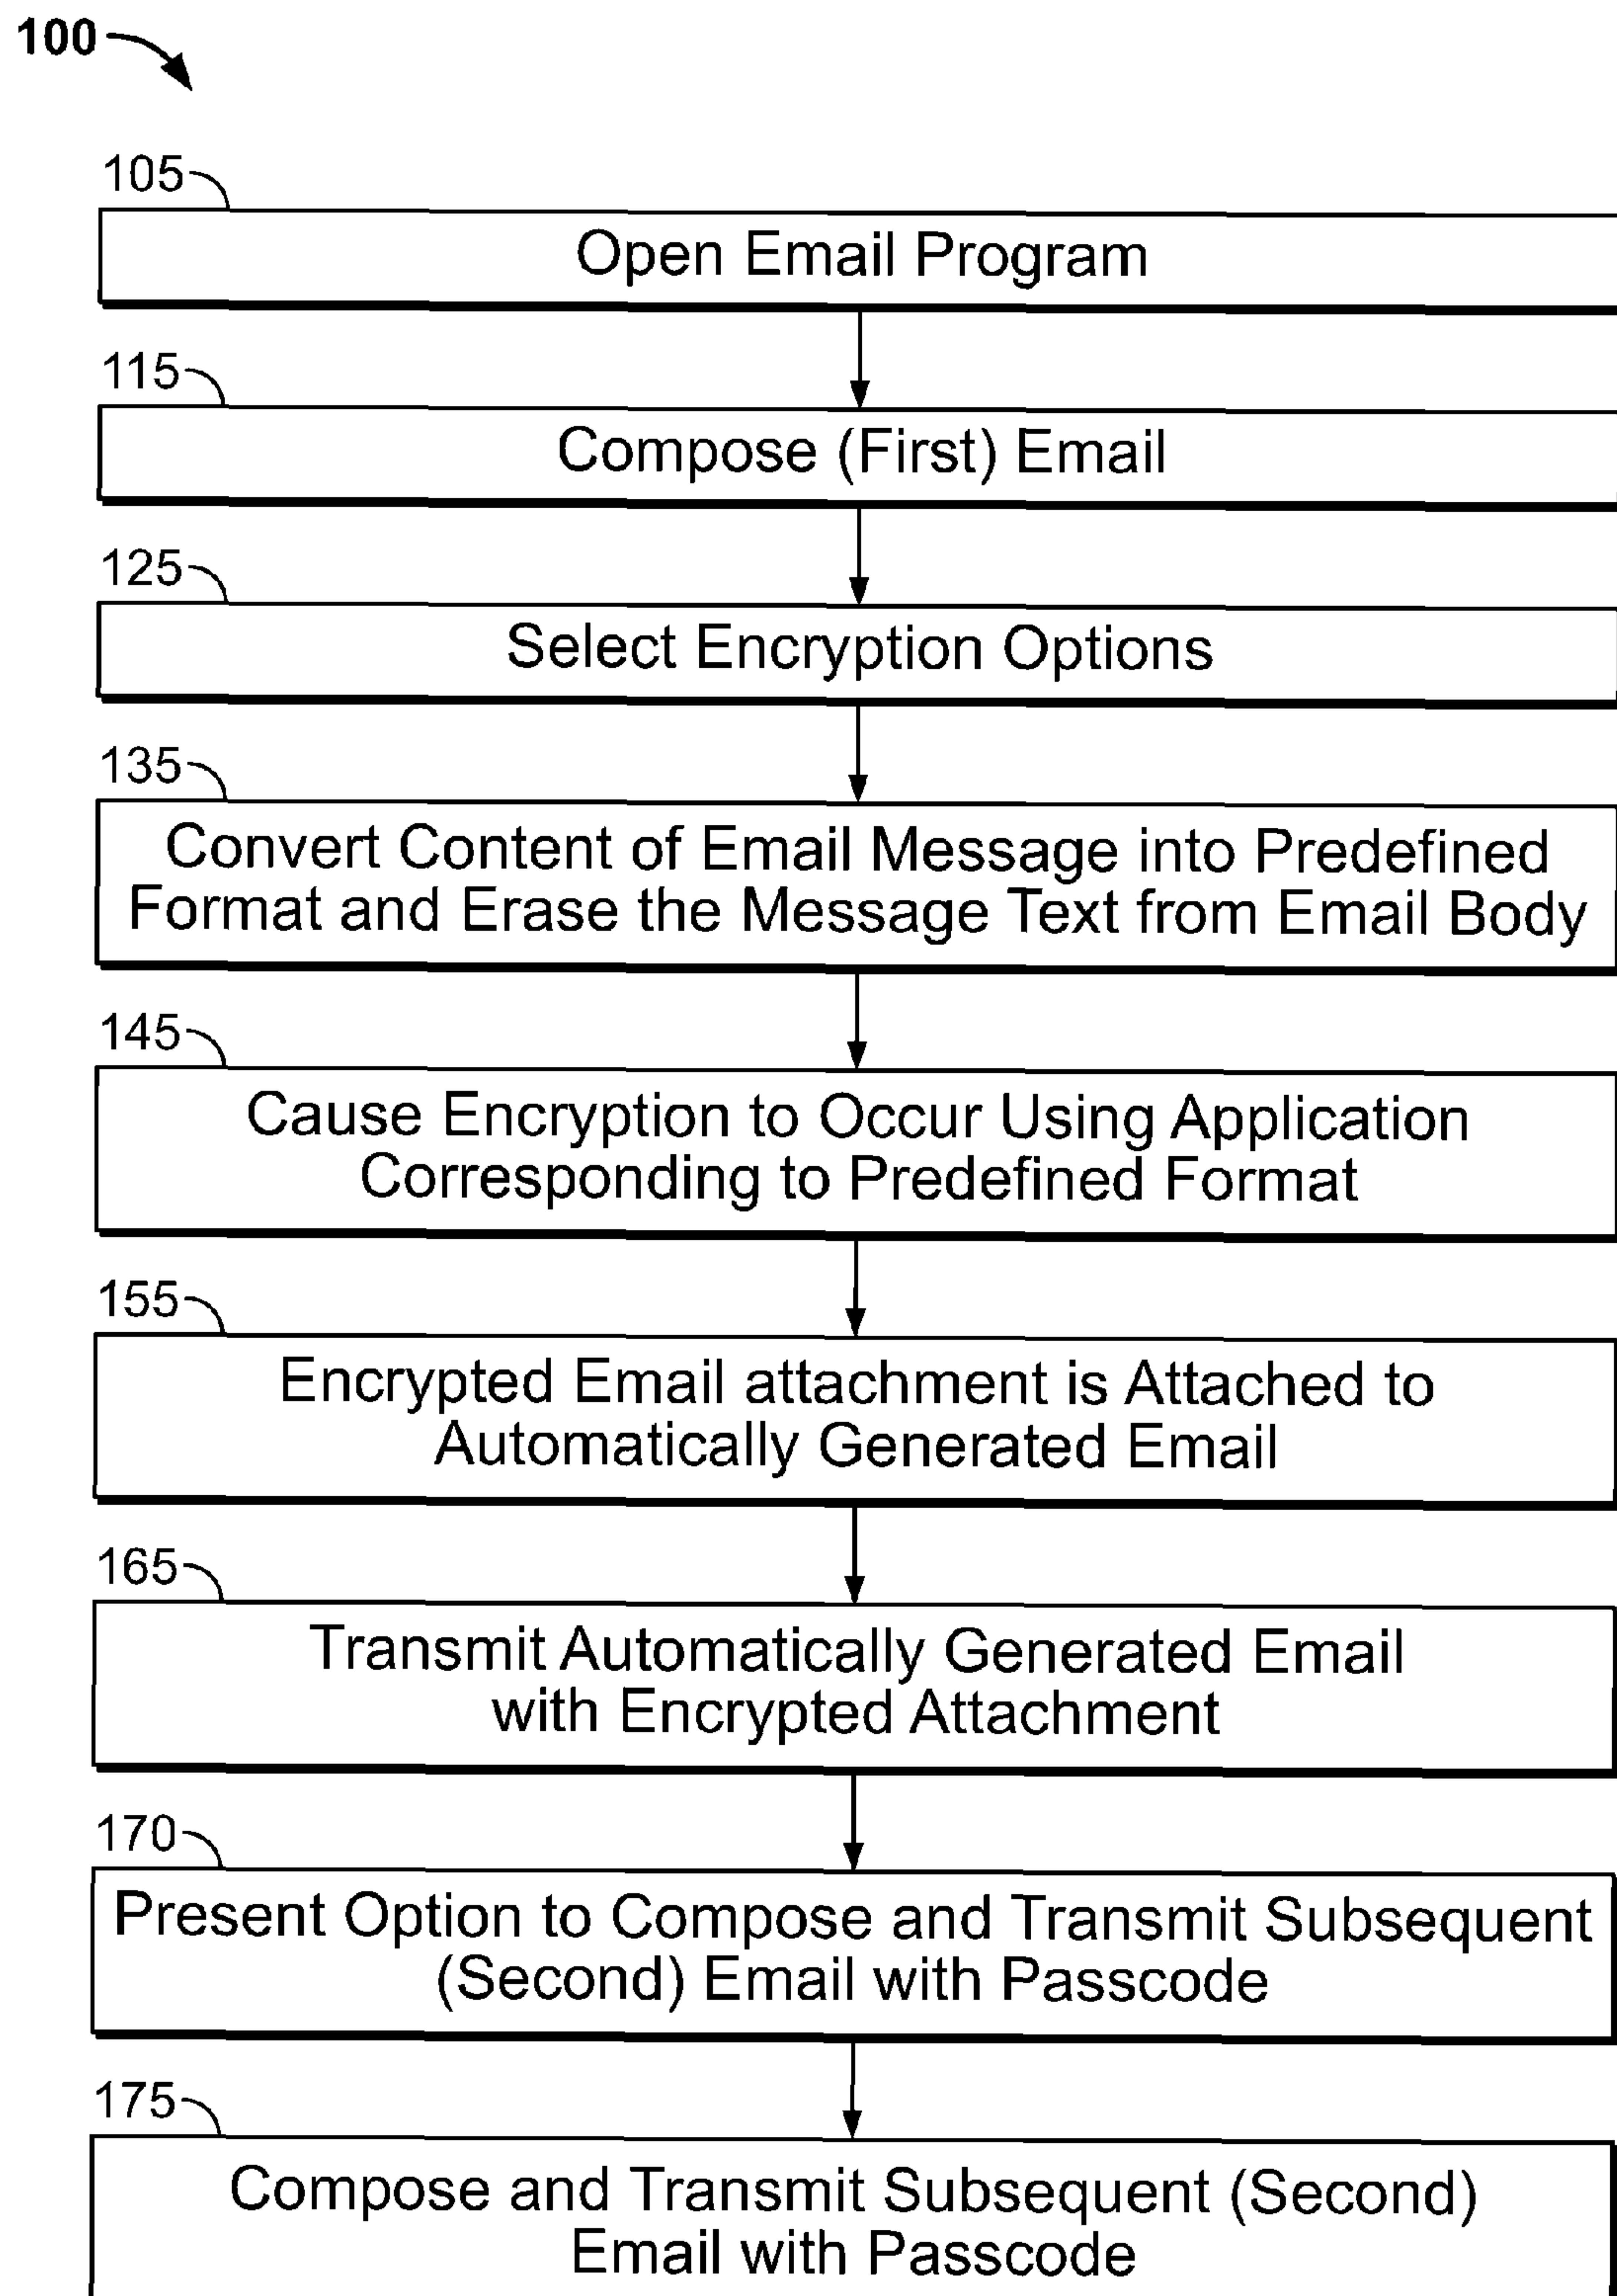 100
105
Open Email Program
115
Compose (First) Email
125
Select Encryption Options
135
Convert Content of Email Message into Predefined
Format and Erase the Message Text from Email Body
145
Cause Encryption to Occur Using Application
Corresponding to Predefined Format
155
Encrypted Email attachment is Attached to
Automatically Generated Email
165
Transmit Automatically Generated Email
with Encrypted Attachment
170
Present Option to Compose and Transmit Subsequent
(Second) Email with Passcode
175
Compose and Transmit Subsequent (Second)
Email with Passcode